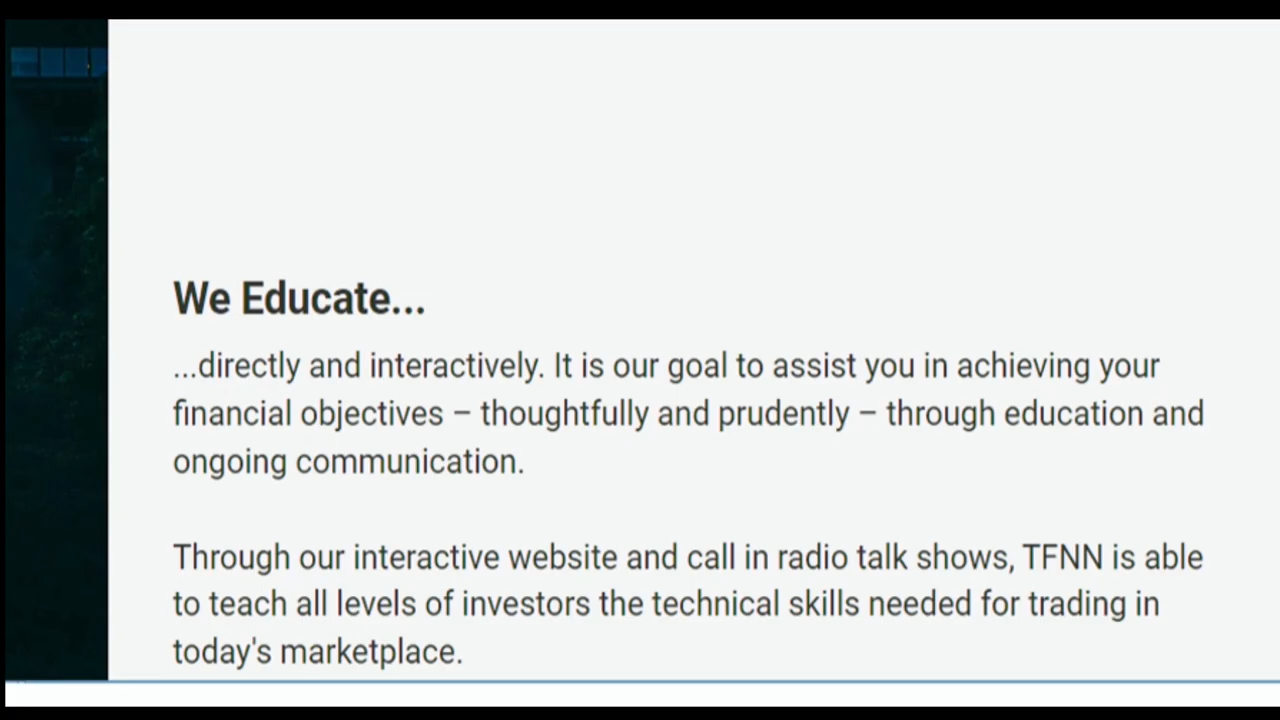 We Educate...
...directly and interactively. It is our goal to assist you in achieving your
financial objectives – thoughtfully and prudently – through education and
ongoing communication.
Through our interactive website and call in radio talk shows, TFNN is able
to teach all levels of investors the technical skills needed for trading in
today's marketplace.